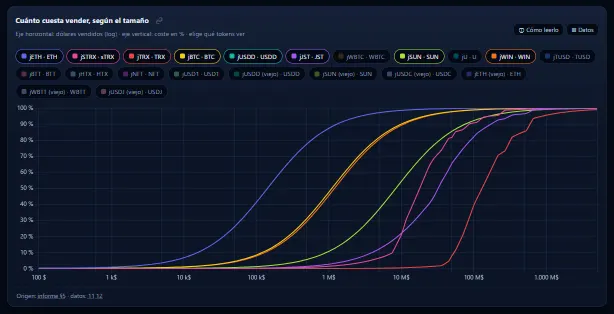 Cuánto cuesta vender, según el tamaño
Eje horizontal: dólares vendidos (log) · eje vertical: coste en % · elige qué tokens ver
Cómo leerlo
Datos
jETH · ETH
jSTRX · sTRX
jTRX · TRX
jBTC · BTC
jUSDD · USDD
jJST · JST
jWBTC · WBTC
jSUN · SUN
jU · U
jWIN · WIN
jTUSD · TUSD
jBTT · BTT
jHTX · HTX
jNFT · NFT
jUSDT · USDT
jUSDD (viejo) · USDD
jSUN (viejo) · SUN
jUSDC (viejo) · USDC
jETH (viejo) · ETH
jWBTT (viejo) · WBTT
jUSDJ (viejo) · USDJ
100 %
90 %
80 %
70 %
60 %
50 %
40 %
30 %
20 %
10 %
0 %
100 $
1 k$
10 k$
100 k$
1 M$
10 M$
100 M$
1.000 M$
Origen: informe §5 · datos: